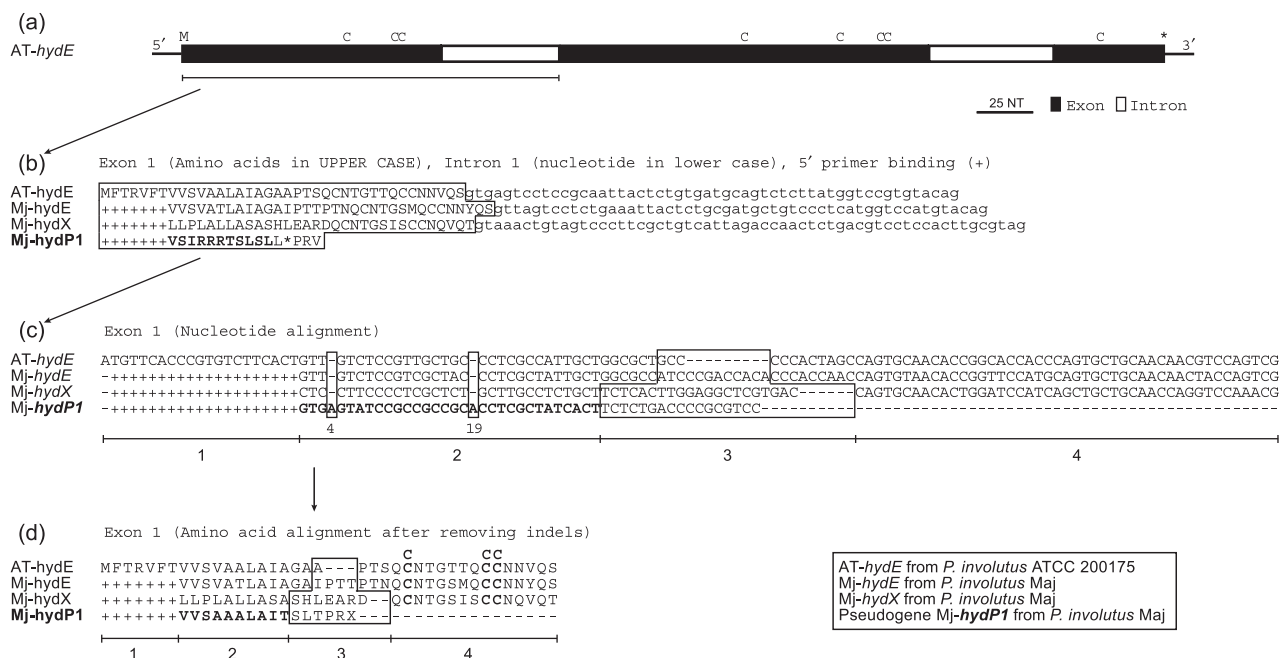 (a)
M C CC C C CC C *
AT-hydE 5′ 3′
25 NT Exon Intron
(b) Exon 1 (Amino acids in UPPER CASE), Intron 1 (nucleotide in lower case), 5′ primer binding (+)
AT-hydE MFTRVFTVVSVAALAIAGAAPTSQCNTGTTQCCNNVQSgtgagtcctccgcaattactctgtgatgcagtctcttatggtccgtgtacag
Mj-hydE +++++++VVSVATLAIAGAIPTTPTNQCNTGSMQCCNNYQSgttagtcctctgaaattactctgcgatgctgtccctcatggtccatgtacag
Mj-hydX +++++++LLPLALLASASHLEARDQCNTGSISCCNQVQTgtaaactgtagtcccttcgctgtcattagaccaactctgacgtcctccacttgcgtag
Mj-hydP1 +++++++VSIRRRTSLSLL*PRV
(c) Exon 1 (Nucleotide alignment)
AT-hydE ATGTTCACCCGTGTCTTCACTGTT-GTCTCCGTTGCTGC-CCTCGCCATTGCTGGCGCTGCC---------CCCACTAGCCAGTGCAACACCGGCACCACCCAGTGCTGCAACAACGTCCAGTCG
Mj-hydE -++++++++++++++++++++GTT-GTCTCCGTCGCTAC-CCTCGCTATTGCTGGCGCCATCCCGACCACACCCACCAACCAGTGTAACACCGGTTCCATGCAGTGCTGCAACAACTACCAGTCG
Mj-hydX -++++++++++++++++++++CTC-CTTCCCCTCGCTCT-GCTTGCCTCTGCTTCTCACTTGGAGGCTCGTGAC------CAGTGCAACACTGGATCCATCAGCTGCTGCAACCAGGTCCAAACG
Mj-hydP1 -++++++++++++++++++++GTGAGTATCCGCCGCCGCACCTCGCTATCACTTCTCTGACCCCGCGTCC----------
4 19
1 2 3 4
(d) Exon 1 (Amino acid alignment after removing indels)
C CC
AT-hydE MFTRVFTVVSVAALAIAGAA---PTSQCNTGTTQCCNNVQS
Mj-hydE +++++++VVSVATLAIAGAIPTTPTNQCNTGSMQCCNNYQS
Mj-hydX +++++++LLPLALLASASHLEARD--QCNTGSISCCNQVQT
Mj-hydP1 +++++++VVSAAALAITSLTPRX-----------------
1 2 3 4
AT-hydE from P. involutus ATCC 200175
Mj-hydE from P. involutus Maj
Mj-hydX from P. involutus Maj
Pseudogene Mj-hydP1 from P. involutus Maj